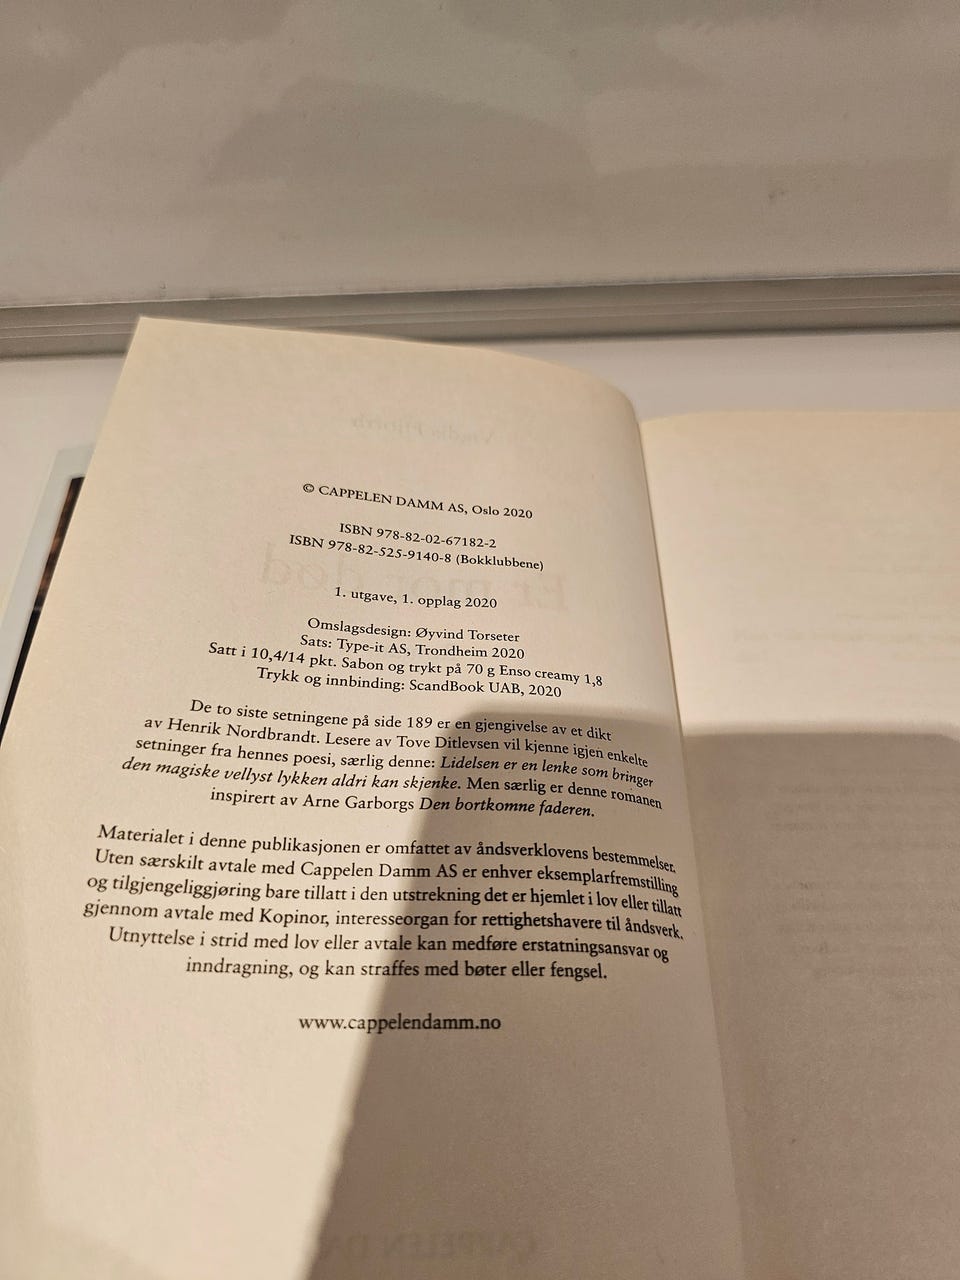 © CAPPELEN DAMM AS, Oslo 2020
ISBN 978-82-02-67182-2
ISBN 978-82-525-9140-8 (Bokklubbene)
1. utgave, 1. opplag 2020
Omslagsdesign: Øyvind Torseter
Sats: Type-it AS, Trondheim 2020
Satt i 10,4/14 pkt. Sabon og trykt på 70 g Enso creamy 1,8
Trykk og innbinding: ScandBook UAB, 2020
De to siste setningene på side 189 er en gjengivelse av et dikt
av Henrik Nordbrandt. Lesere av Tove Ditlevsen vil kjenne igjen enkelte
setninger fra hennes poesi, særlig denne: Lidelsen er en lenke som bringer
den magiske vellyst lykken aldri kan skjenke. Men særlig er denne romanen
inspirert av Arne Garborgs Den bortkomne faderen.
Materialet i denne publikasjonen er omfattet av åndsverklovens bestemmelser.
Uten særskilt avtale med Cappelen Damm AS er enhver eksemplarfremstilling
og tilgjengeliggjøring bare tillatt i den utstrekning det er hjemlet i lov eller tillatt
gjennom avtale med Kopinor, interesseorgan for rettighetshavere til åndsverk.
Utnyttelse i strid med lov eller avtale kan medføre erstatningsansvar og
inndragning, og kan straffes med bøter eller fengsel.
www.cappelendamm.no